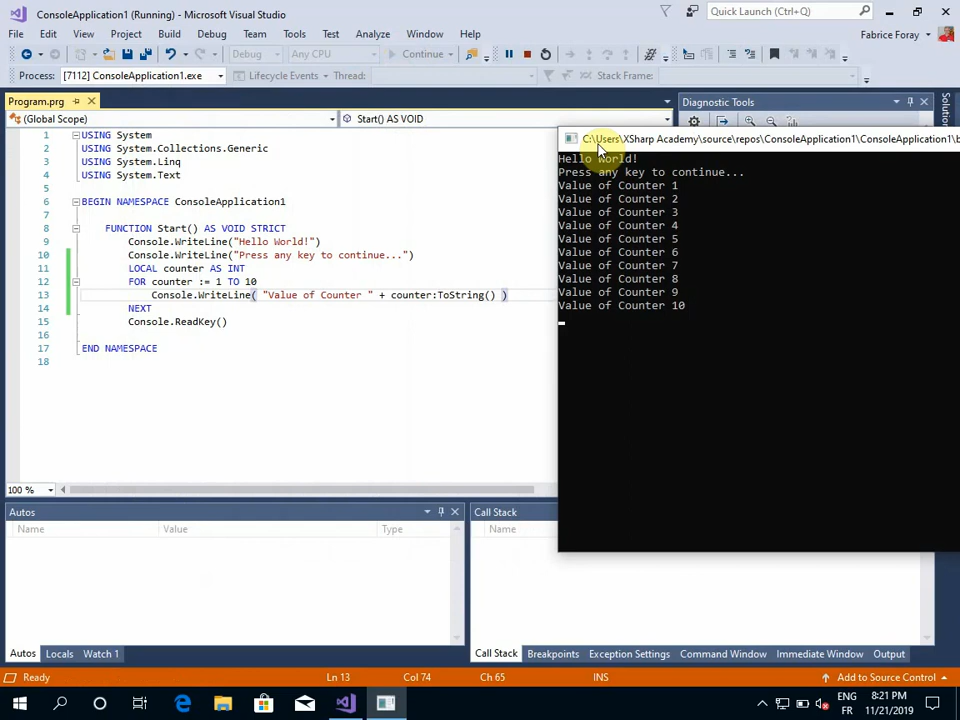 ConsoleApplication1 (Running) - Microsoft Visual Studio
Quick Launch (Ctrl+Q)
File Edit View Project Build Debug Team Tools Test Analyze Window Help
Fabrice Foray
Debug Any CPU Continue
Process: [7112] ConsoleApplication1.exe Lifecycle Events Thread: Stack Frame:
Program.prg
(Global Scope) Start() AS VOID
1 USING System
2 USING System.Collections.Generic
3 USING System.Linq
4 USING System.Text
5
6 BEGIN NAMESPACE ConsoleApplication1
7
8 FUNCTION Start() AS VOID STRICT
9 Console.WriteLine("Hello World!")
10 Console.WriteLine("Press any key to continue...")
11 LOCAL counter AS INT
12 FOR counter := 1 TO 10
13 Console.WriteLine( "Value of Counter " + counter:ToString() )
14 NEXT
15 Console.ReadKey()
16
17 END NAMESPACE
18
100 %
Diagnostic Tools
Solution
C:\Users\XSharp Academy\source\repos\ConsoleApplication1\ConsoleApplication1\b
Hello World!
Press any key to continue...
Value of Counter 1
Value of Counter 2
Value of Counter 3
Value of Counter 4
Value of Counter 5
Value of Counter 6
Value of Counter 7
Value of Counter 8
Value of Counter 9
Value of Counter 10
Autos
Name Value Type
Autos Locals Watch 1
Call Stack
Name
Call Stack Breakpoints Exception Settings Command Window Immediate Window Output
Ready Ln 13 Col 74 Ch 65 INS Add to Source Control
ENG
FR
8:21 PM
11/21/2019